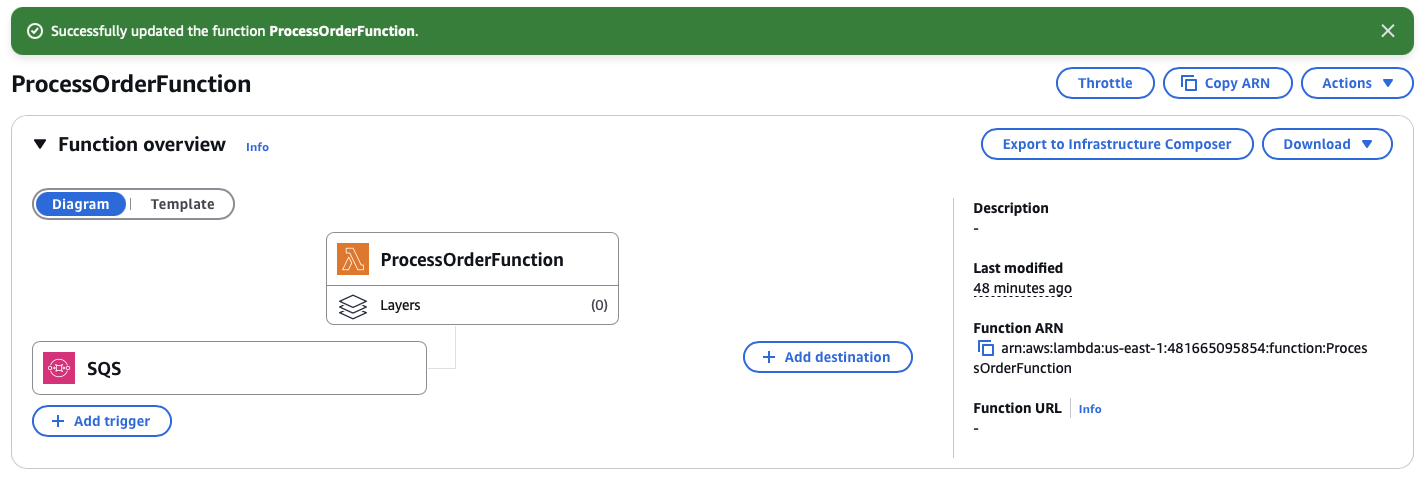 Successfully updated the function ProcessOrderFunction.
ProcessOrderFunction
Throttle
Copy ARN
Actions
Function overview
Info
Export to Infrastructure Composer
Download
Diagram
Template
ProcessOrderFunction
Layers
(0)
SQS
Add trigger
Add destination
Description
-
Last modified
48 minutes ago
Function ARN
arn:aws:lambda:us-east-1:481665095854:function:Proces
sOrderFunction
Function URL
Info
-